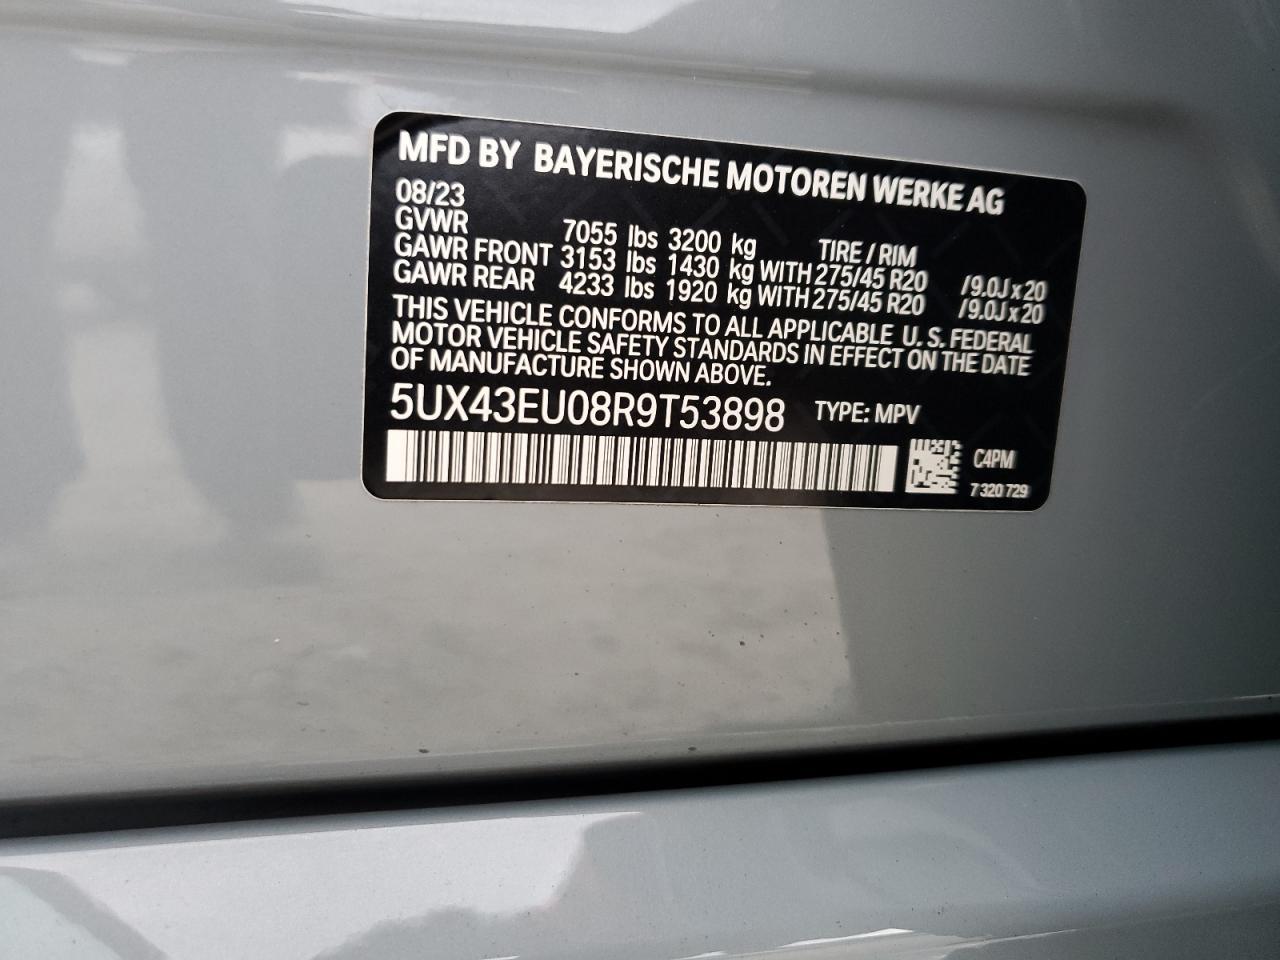 MFD BY BAYERISCHE MOTOREN WERKE AG
08/23
GVWR 7055 lbs 3200 kg TIRE / RIM
GAWR FRONT 3153 lbs 1430 kg WITH 275/45 R20 /9.0J x 20
GAWR REAR 4233 lbs 1920 kg WITH 275/45 R20 /9.0J x 20
THIS VEHICLE CONFORMS TO ALL APPLICABLE U. S. FEDERAL
MOTOR VEHICLE SAFETY STANDARDS IN EFFECT ON THE DATE
OF MANUFACTURE SHOWN ABOVE.
5UX43EU08R9T53898 TYPE: MPV
C4PM
7 320 729